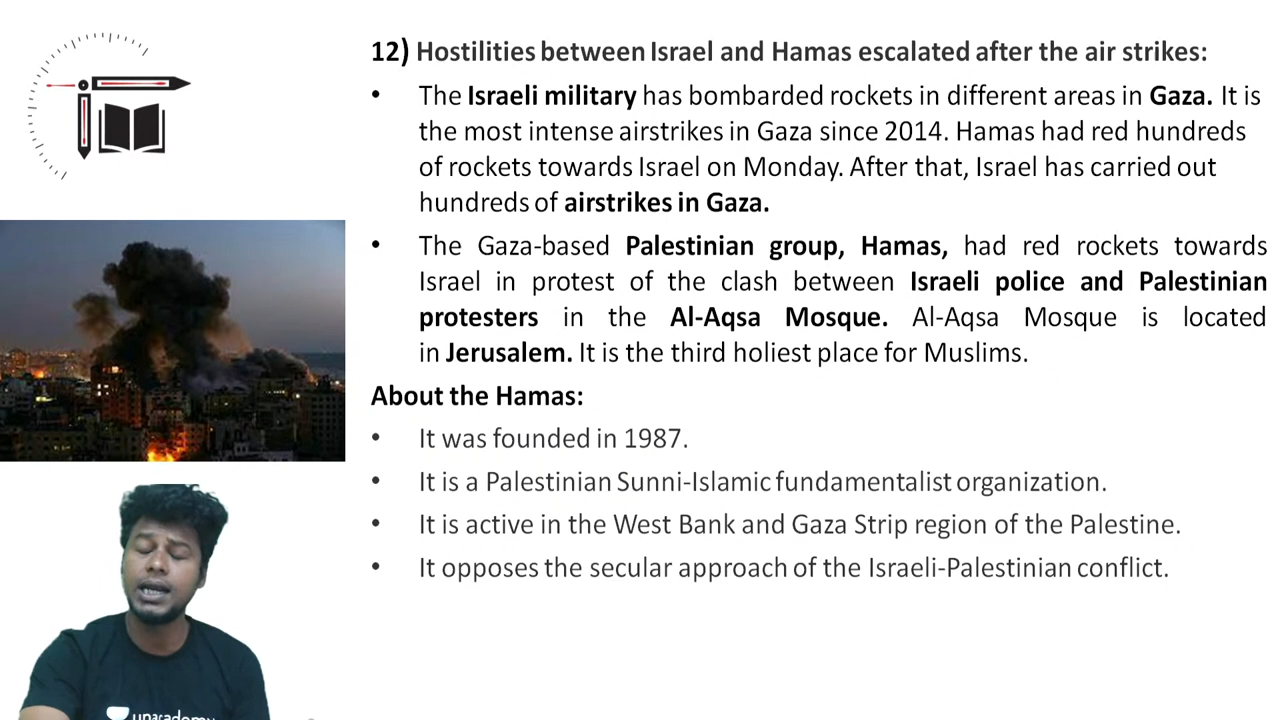 12) Hostilities between Israel and Hamas escalated after the air strikes:
• The Israeli military has bombarded rockets in different areas in Gaza. It is
the most intense airstrikes in Gaza since 2014. Hamas had red hundreds
of rockets towards Israel on Monday. After that, Israel has carried out
hundreds of airstrikes in Gaza.
• The Gaza-based Palestinian group, Hamas, had red rockets towards
Israel in protest of the clash between Israeli police and Palestinian
protesters in the Al-Aqsa Mosque. Al-Aqsa Mosque is located
in Jerusalem. It is the third holiest place for Muslims.
About the Hamas:
• It was founded in 1987.
• It is a Palestinian Sunni-Islamic fundamentalist organization.
• It is active in the West Bank and Gaza Strip region of the Palestine.
• It opposes the secular approach of the Israeli-Palestinian conflict.
unacademy